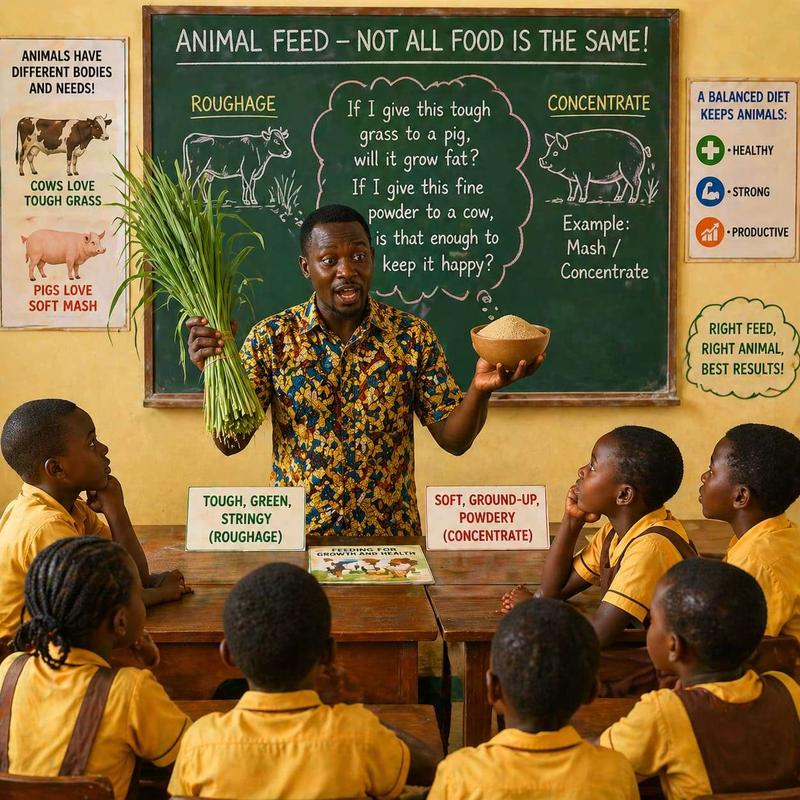 ANIMAL FEED – NOT ALL FOOD IS THE SAME!
ANIMALS HAVE
DIFFERENT BODIES
AND NEEDS!
COWS LOVE
TOUGH GRASS
PIGS LOVE
SOFT MASH
ROUGHAGE
If I give this tough
grass to a pig,
will it grow fat?
If I give this fine
powder to a cow,
is that enough to
keep it happy?
CONCENTRATE
Example:
Mash /
Concentrate
A BALANCED DIET
KEEPS ANIMALS:
• HEALTHY
• STRONG
• PRODUCTIVE
RIGHT FEED,
RIGHT ANIMAL,
BEST RESULTS!
TOUGH, GREEN,
STRINGY
(ROUGHAGE)
SOFT, GROUND-UP,
POWDERY
(CONCENTRATE)
FEEDING FOR
GROWTH AND HEALTH